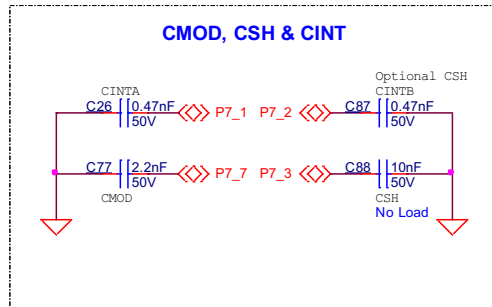 CMOD, CSH & CINT
Optional CSH
CINTA
CINTB
C26 0.47nF P7_1 P7_2 C87 0.47nF
50V 50V
C77 2.2nF P7_7 P7_3 C88 10nF
50V 50V
CMOD
CSH
No Load